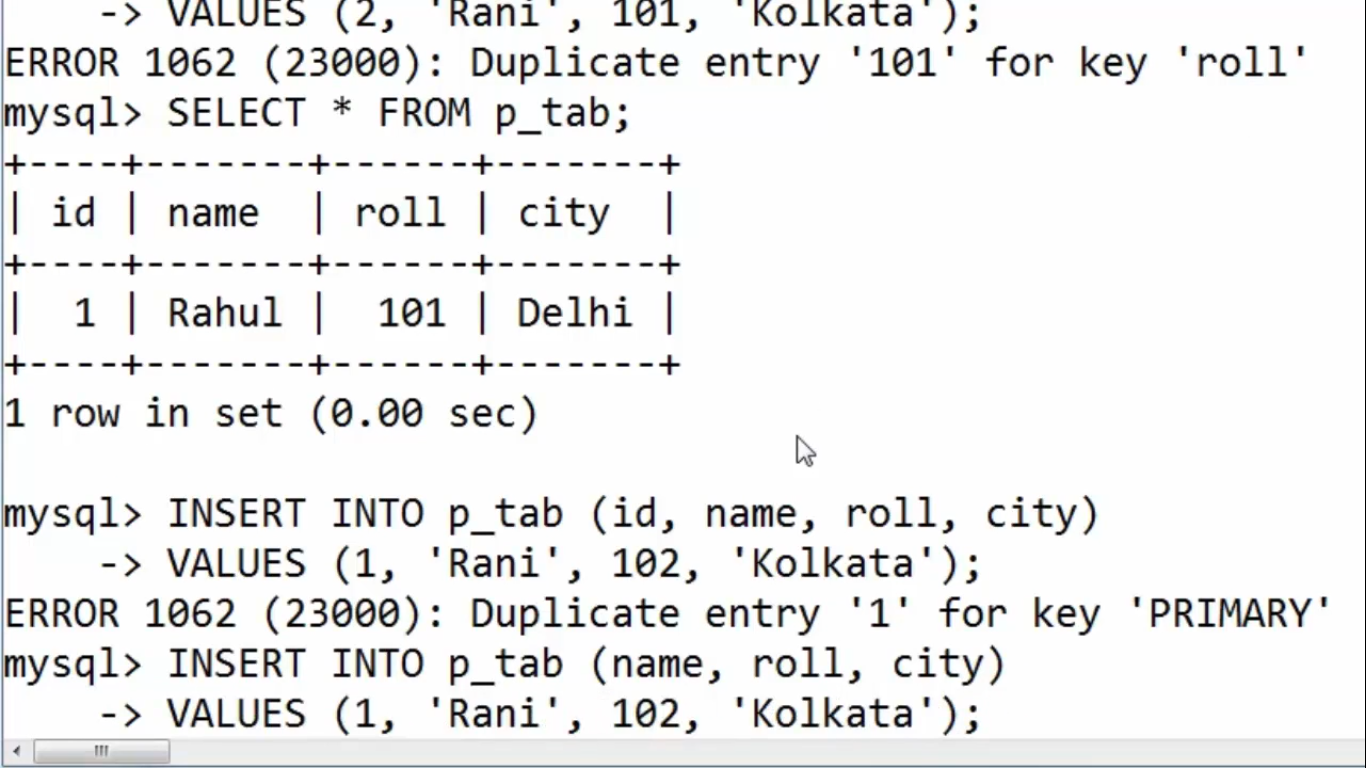 -> VALUES (2, 'Rani', 101, 'Kolkata');
ERROR 1062 (23000): Duplicate entry '101' for key 'roll'
mysql> SELECT * FROM p_tab;
+----+-------+------+-------+
| id | name  | roll | city  |
+----+-------+------+-------+
|  1 | Rahul |  101 | Delhi |
+----+-------+------+-------+
1 row in set (0.00 sec)

mysql> INSERT INTO p_tab (id, name, roll, city)
    -> VALUES (1, 'Rani', 102, 'Kolkata');
ERROR 1062 (23000): Duplicate entry '1' for key 'PRIMARY'
mysql> INSERT INTO p_tab (name, roll, city)
    -> VALUES (1, 'Rani', 102, 'Kolkata');